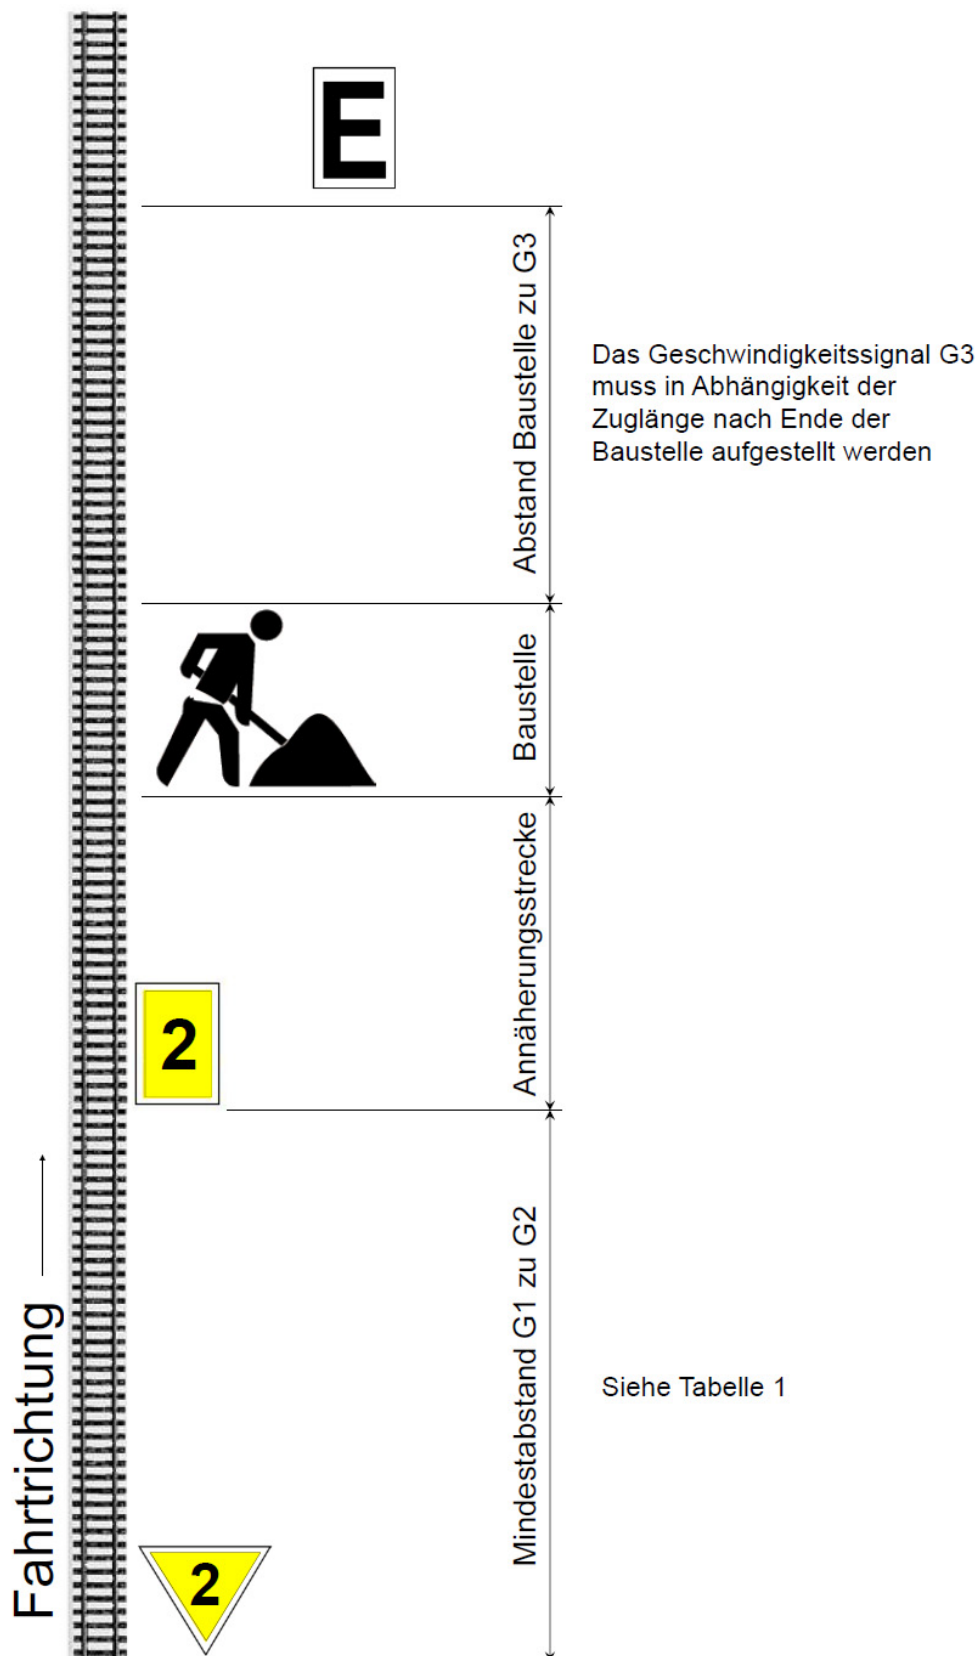 E
Abstand Baustelle zu G3
Das Geschwindigkeitssignal G3
muss in Abhängigkeit der
Zuglänge nach Ende der
Baustelle aufgestellt werden
Baustelle
Annäherungsstrecke
2
Mindestabstand G1 zu G2
Siehe Tabelle 1
Fahrtrichtung
2